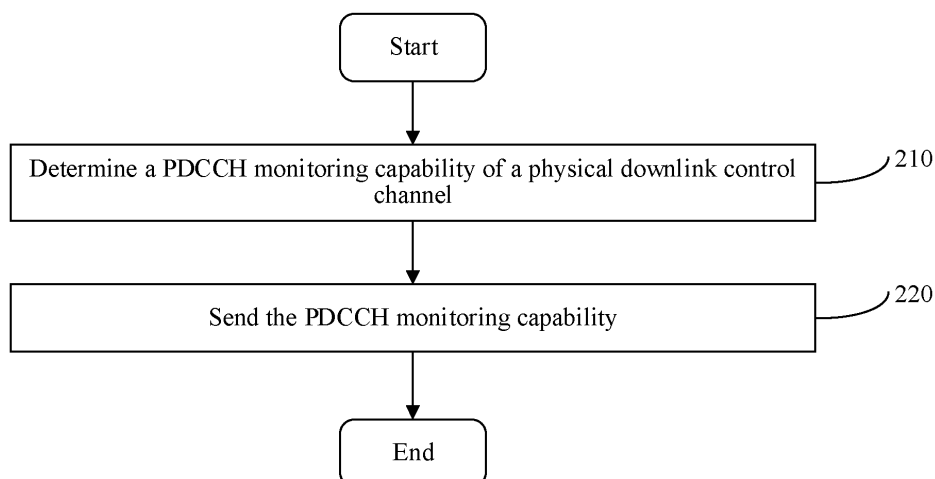 Start
Determine a PDCCH monitoring capability of a physical downlink control
channel
210
Send the PDCCH monitoring capability
220
End